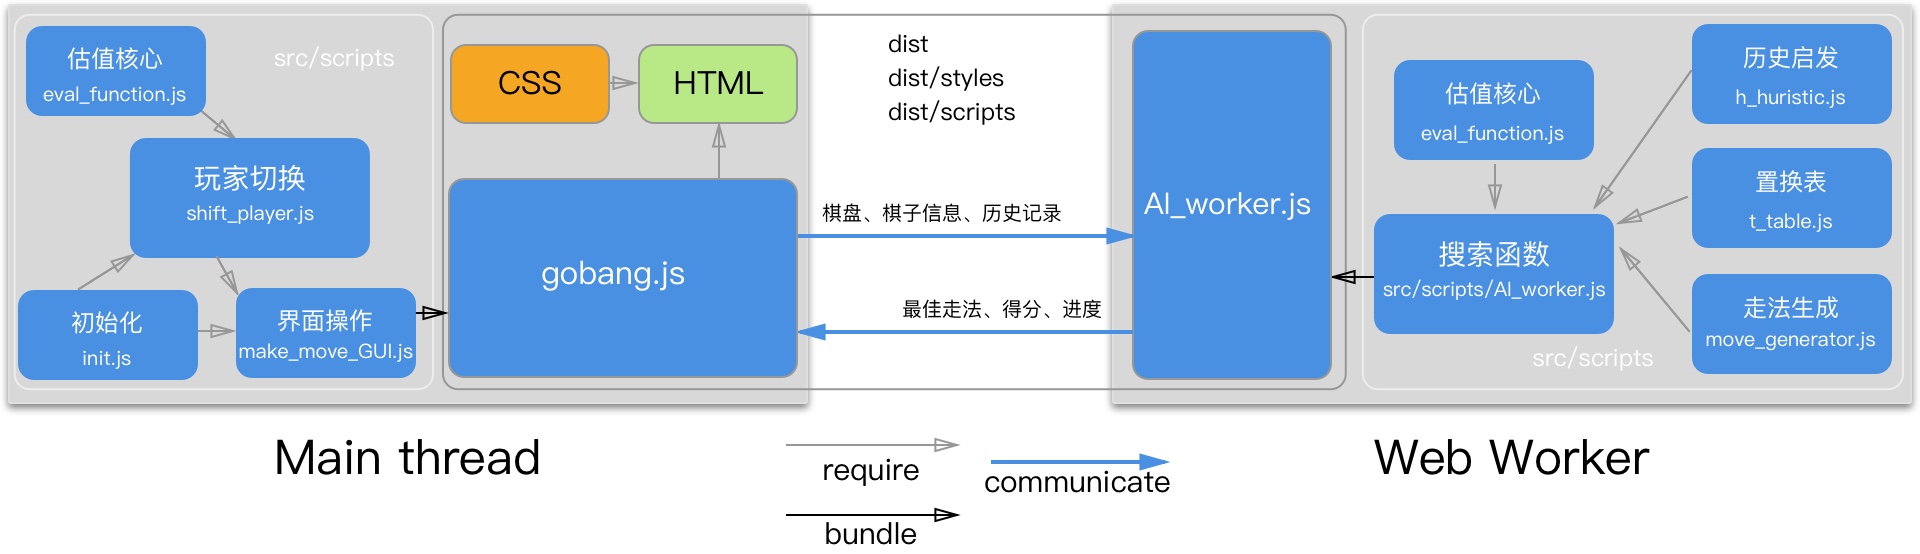 估值核心
eval_function.js
src/scripts
玩家切换
shift_player.js
初始化
init.js
界面操作
make_move_GUI.js
CSS
HTML
gobang.js
dist
dist/styles
dist/scripts
棋盘、棋子信息、历史记录
最佳走法、得分、进度
AI_worker.js
估值核心
eval_function.js
搜索函数
src/scripts/AI_worker.js
历史启发
h_huristic.js
置换表
t_table.js
走法生成
move_generator.js
src/scripts
Main thread
require
communicate
bundle
Web Worker